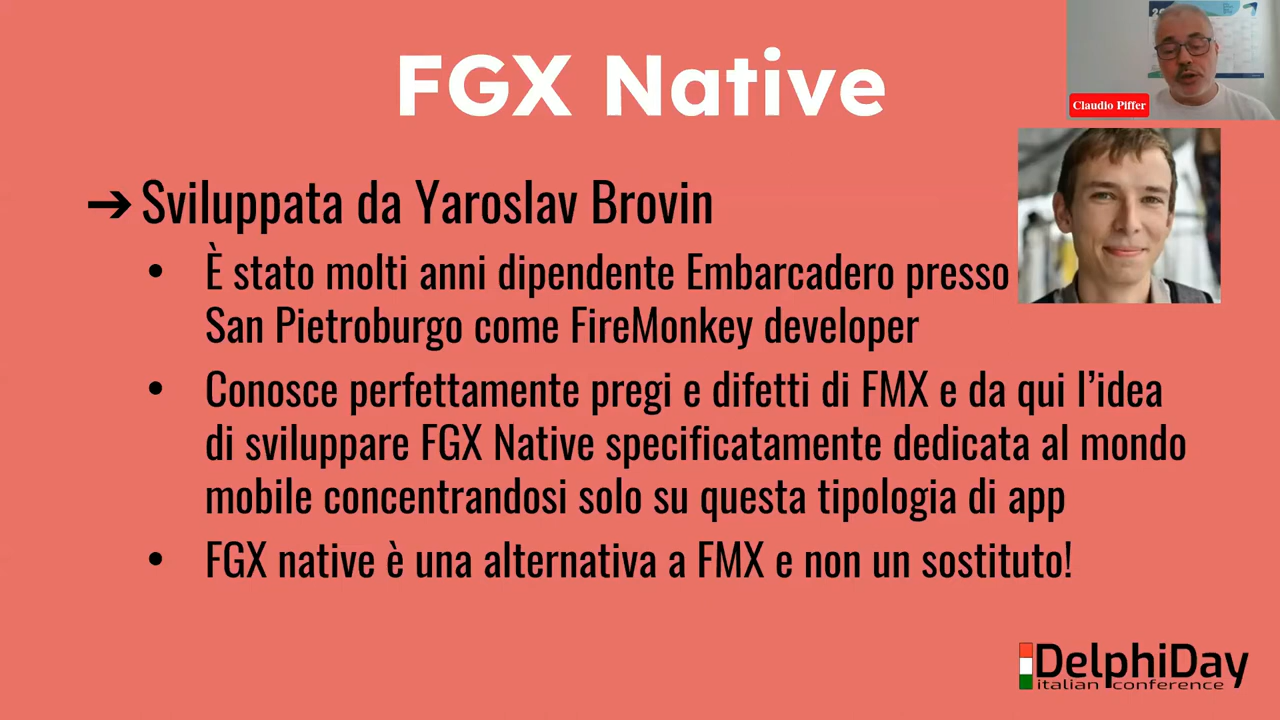 FGX Native
Claudio Piffer
➔ Sviluppata da Yaroslav Brovin
• È stato molti anni dipendente Embarcadero presso
San Pietroburgo come FireMonkey developer
• Conosce perfettamente pregi e difetti di FMX e da qui l’idea
di sviluppare FGX Native specificatamente dedicata al mondo
mobile concentrandosi solo su questa tipologia di app
• FGX native è una alternativa a FMX e non un sostituto!
DelphiDay
italian conference